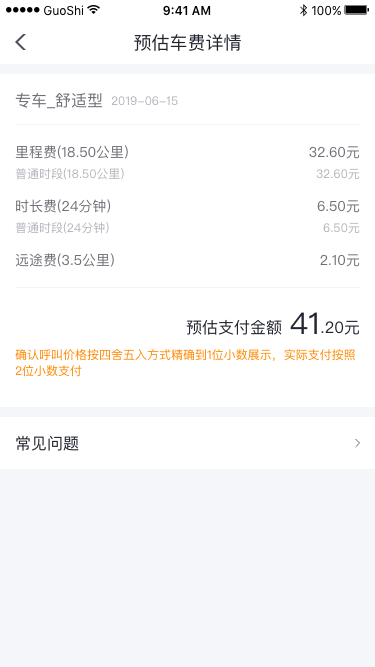 GuoShi 9:41 AM 100%
预估车费详情
专车_舒适型 2019-06-15
里程费(18.50公里) 32.60元
普通时段(18.50公里) 32.60元
时长费(24分钟) 6.50元
普通时段(24分钟) 6.50元
远途费(3.5公里) 2.10元
预估支付金额 41.20元
确认呼叫价格按四舍五入方式精确到1位小数展示，实际支付按照
2位小数支付
常见问题